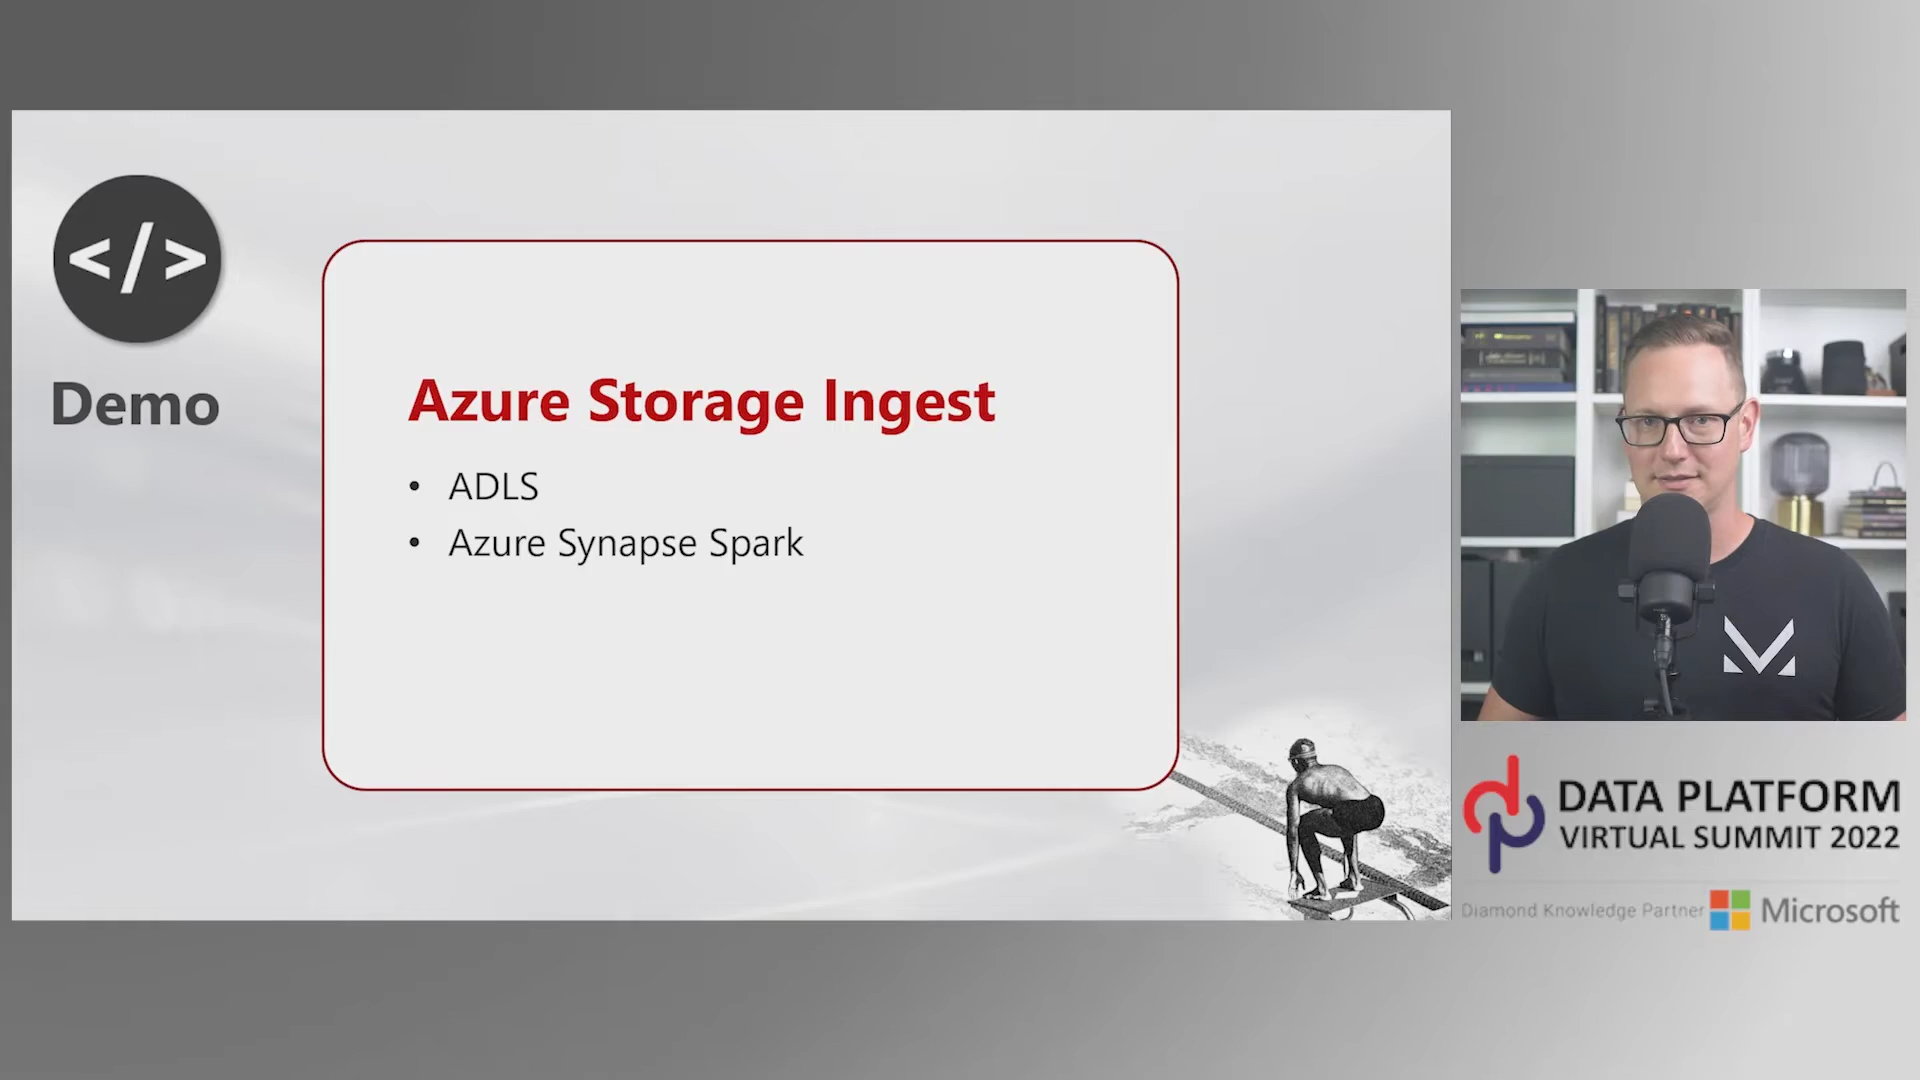 </>
Demo
Azure Storage Ingest
• ADLS
• Azure Synapse Spark
DATA PLATFORM
VIRTUAL SUMMIT 2022
Diamond Knowledge Partner Microsoft